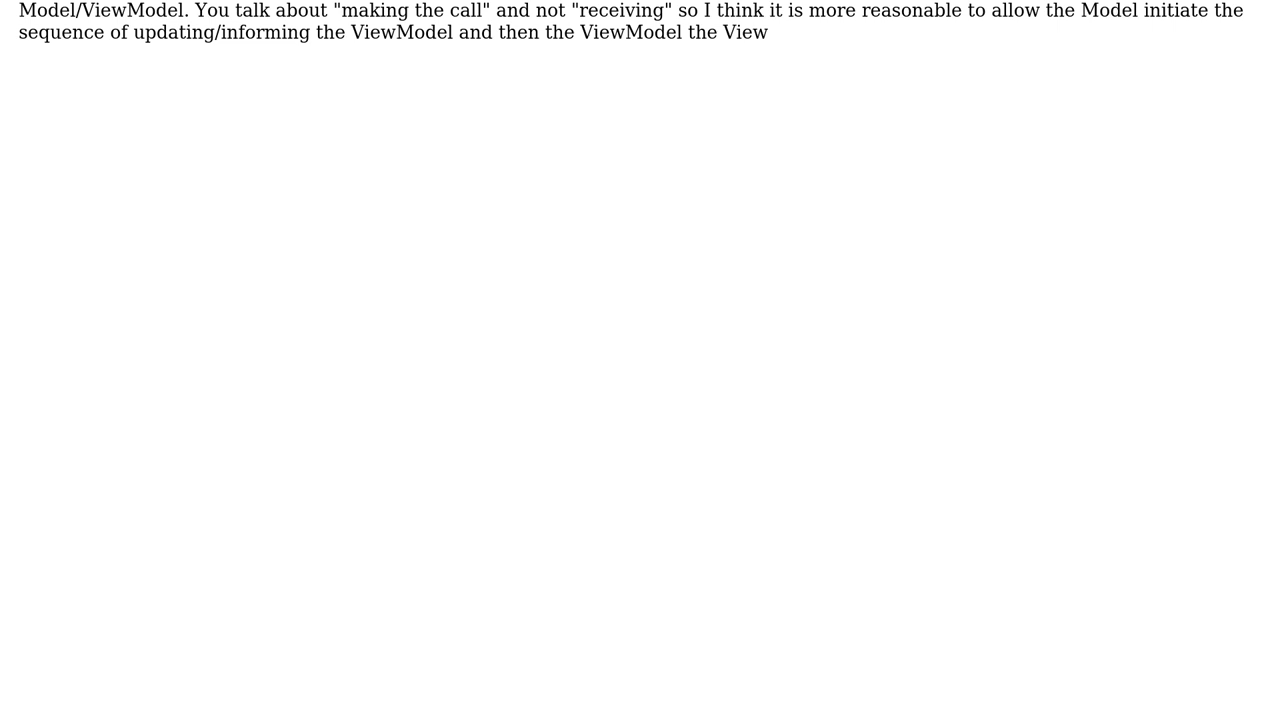 Model/ViewModel. You talk about "making the call" and not "receiving" so I think it is more reasonable to allow the Model initiate the
sequence of updating/informing the ViewModel and then the ViewModel the View